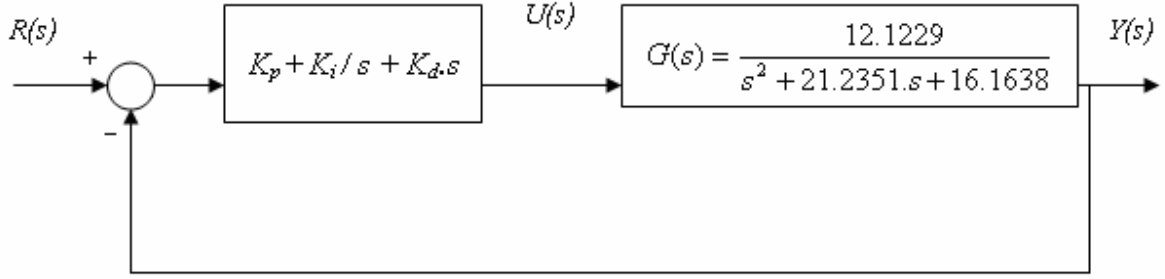 R(s)
+
−
K_p + K_i / s + K_d.s
U(s)
G(s) = 12.1229 / (s^2 + 21.2351.s + 16.1638)
Y(s)